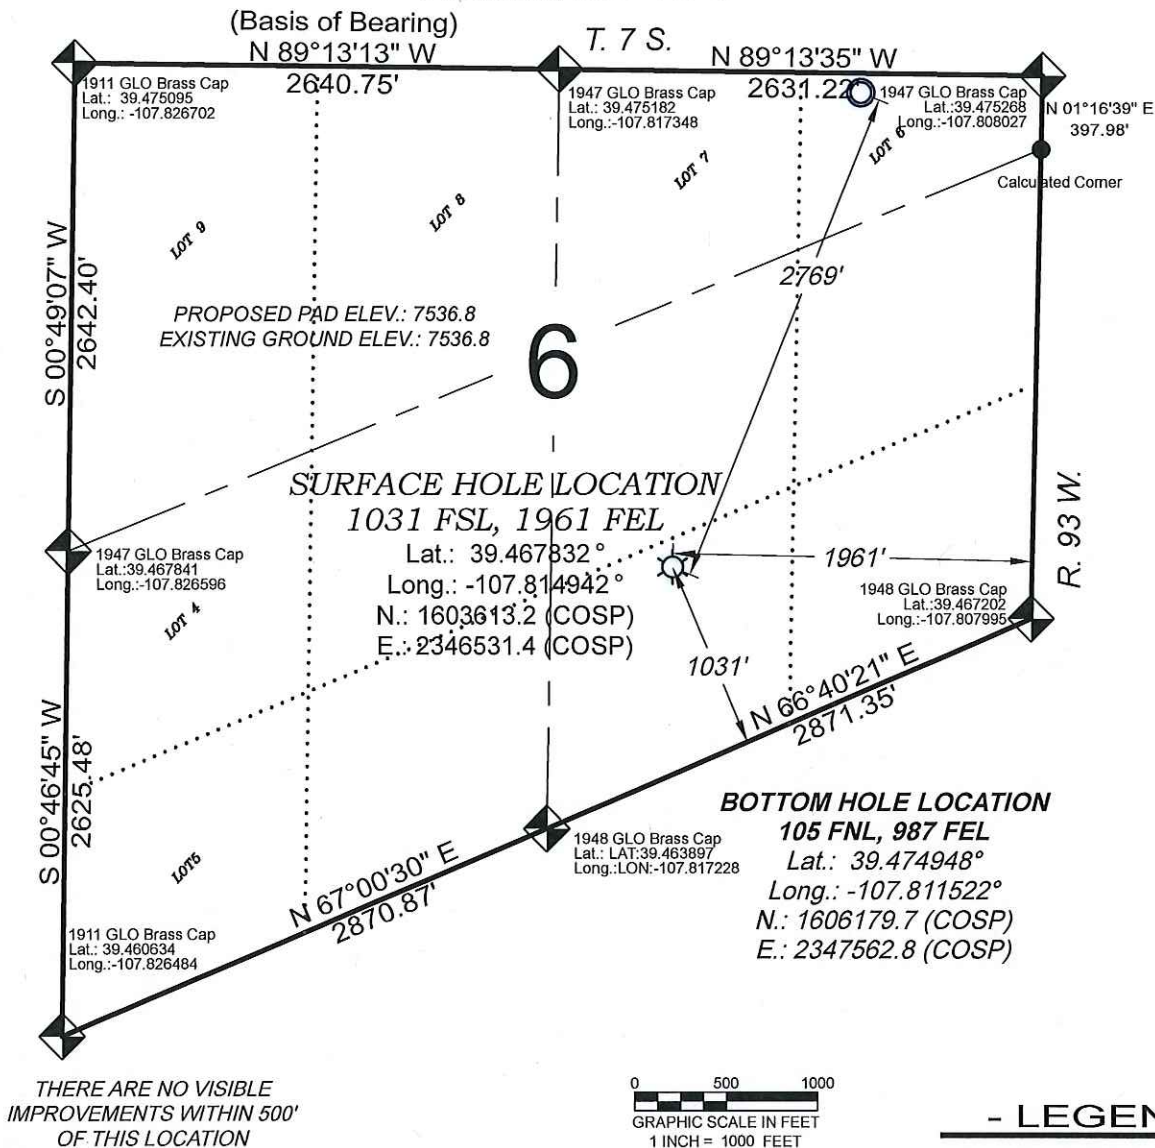 (Basis of Bearing)
N 89°13'13" W
2640.75'
T. 7 S.
N 89°13'35" W
2631.22'
1911 GLO Brass Cap
Lat.: 39.475095
Long.:-107.826702
1947 GLO Brass Cap
Lat.:39.475182
Long.:-107.817348
1947 GLO Brass Cap
Lat.:39.475268
Long.:-107.808027
N 01°16'39" E
397.98'
Calculated Corner
LOT 9
LOT 8
LOT 7
LOT 6
S 00°49'07" W
2642.40'
PROPOSED PAD ELEV.: 7536.8
EXISTING GROUND ELEV.: 7536.8
6
2769'
SURFACE HOLE LOCATION
1031 FSL, 1961 FEL
Lat.: 39.467832°
Long.: -107.814942°
N.: 1603613.2 (COSP)
E.: 2346531.4 (COSP)
R. 93 W.
1947 GLO Brass Cap
Lat.:39.467841
Long.:-107.826596
LOT 4
1961'
1948 GLO Brass Cap
Lat.:39.467202
Long.:-107.807995
1031'
N 66°40'21" E
2871.35'
S 00°46'45" W
2625.48'
LOT5
BOTTOM HOLE LOCATION
105 FNL, 987 FEL
Lat.: 39.474948°
Long.: -107.811522°
N.: 1606179.7 (COSP)
E.: 2347562.8 (COSP)
1948 GLO Brass Cap
Lat.: LAT:39.463897
Long.:LON:-107.817228
N 67°00'30" E
2870.87'
1911 GLO Brass Cap
Lat.: 39.460634
Long.:-107.826484
THERE ARE NO VISIBLE
IMPROVEMENTS WITHIN 500'
OF THIS LOCATION
0 500 1000
GRAPHIC SCALE IN FEET
1 INCH = 1000 FEET
- LEGEN